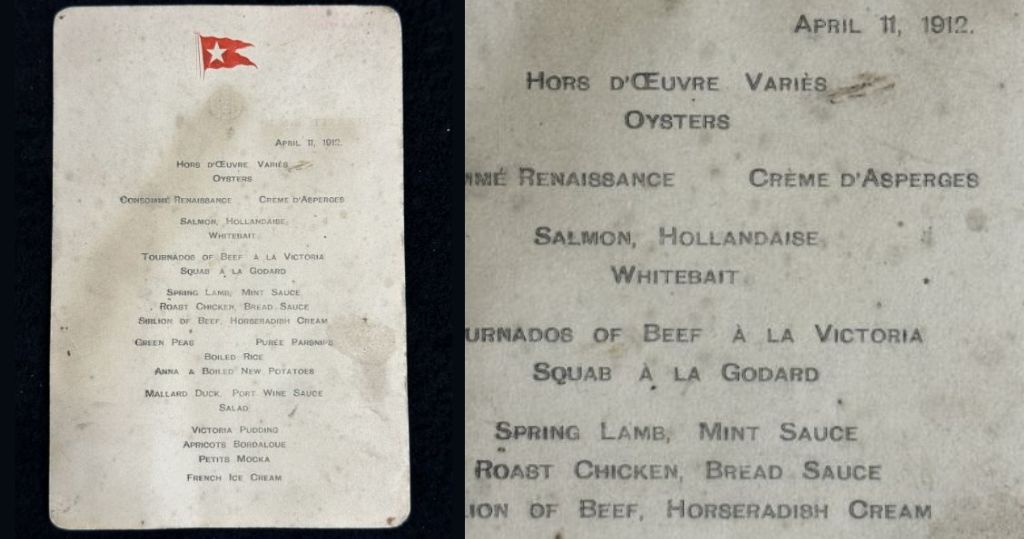 April 11, 1912.
Hors d'Œuvre Variès
Oysters
Consommé Renaissance Crème d'Asperges
Salmon, Hollandaise
Whitebait
Tournados of Beef à la Victoria
Squab à la Godard
Spring Lamb, Mint Sauce
Roast Chicken, Bread Sauce
Sirlion of Beef, Horseradish Cream
Green Peas Purée Parsnips
Boiled Rice
Anna & Boiled New Potatoes
Mallard Duck, Port Wine Sauce
Salad
Victoria Pudding
Apricots Bordaloue
Petits Mocka
French Ice Cream
April 11, 1912.
Hors d'Œuvre Variès
Oysters
mmé Renaissance Crème d'Asperges
Salmon, Hollandaise
Whitebait
urnados of Beef à la Victoria
Squab à la Godard
Spring Lamb, Mint Sauce
Roast Chicken, Bread Sauce
lion of Beef, Horseradish Cream